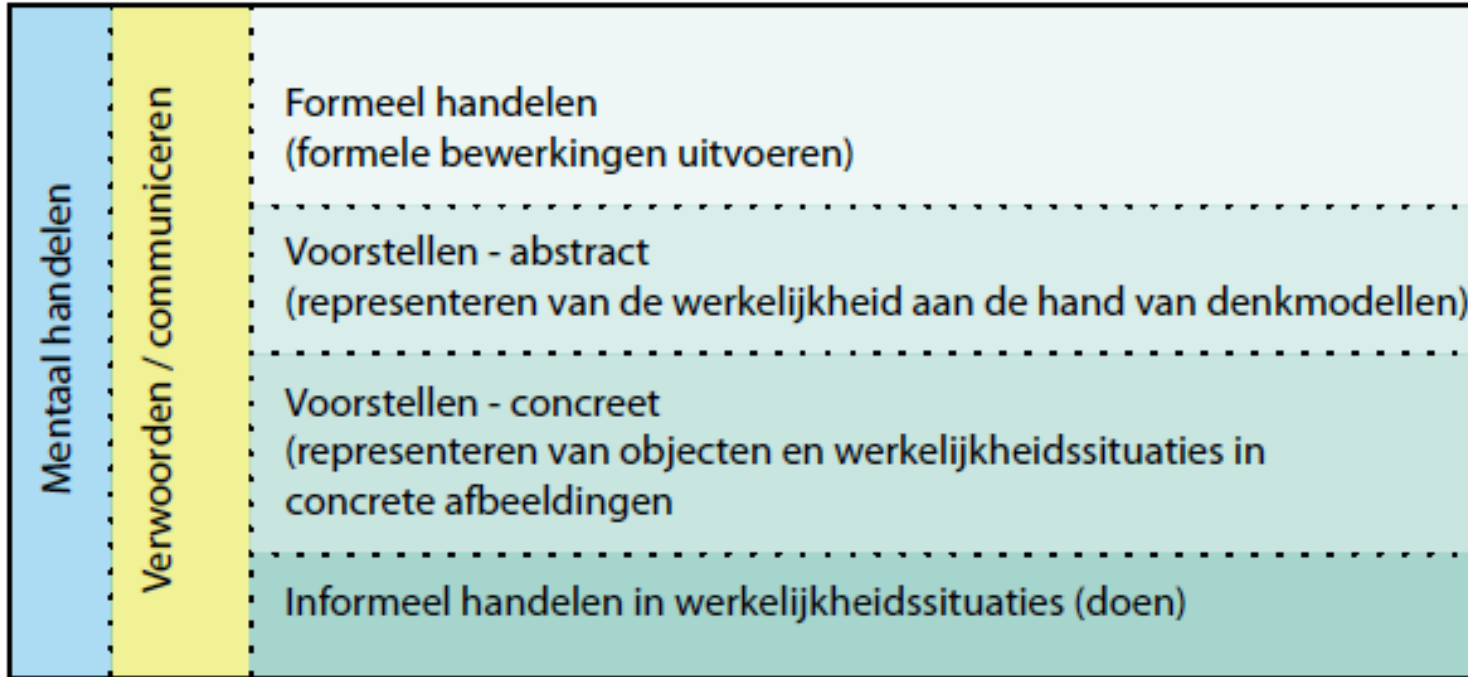 Mentaal handelen
Verwoorden / communiceren
Formeel handelen
(formele bewerkingen uitvoeren)
Voorstellen - abstract
(representeren van de werkelijkheid aan de hand van denkmodellen)
Voorstellen - concreet
(representeren van objecten en werkelijkheidssituaties in
concrete afbeeldingen
Informeel handelen in werkelijkheidssituaties (doen)